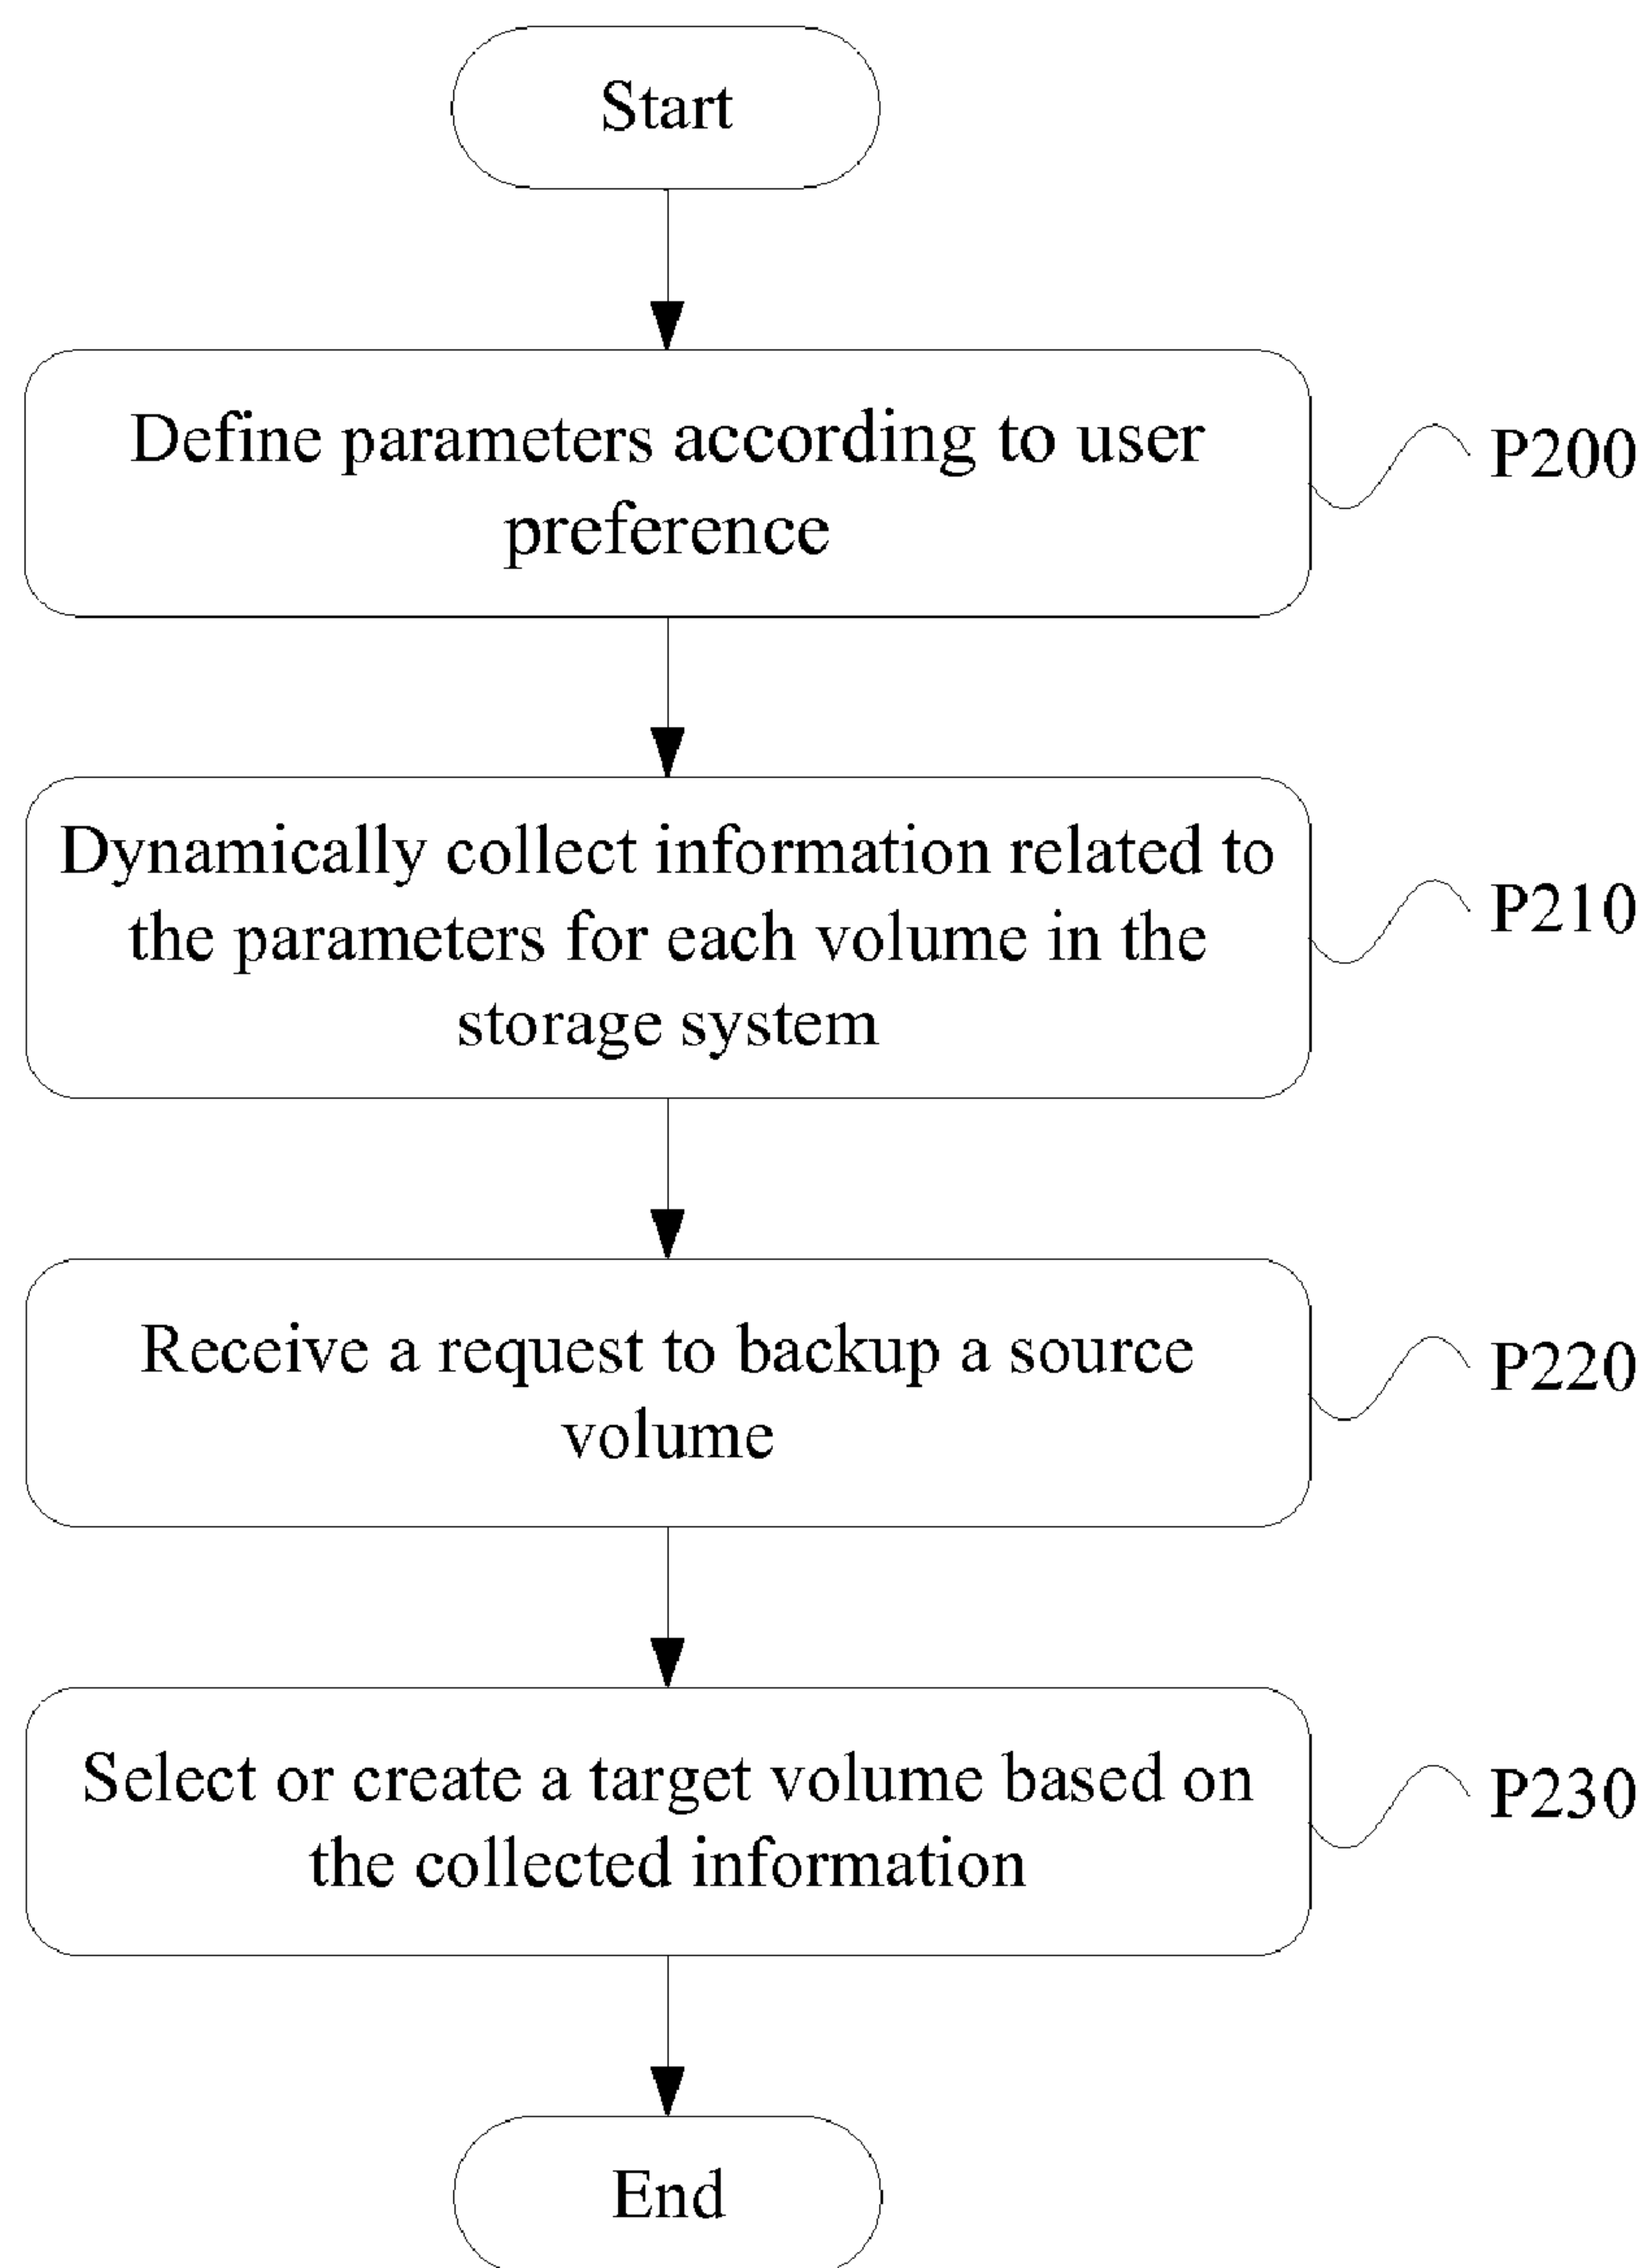 Start
Define parameters according to user
preference
P200
Dynamically collect information related to
the parameters for each volume in the
storage system
P210
Receive a request to backup a source
volume
P220
Select or create a target volume based on
the collected information
P230
End